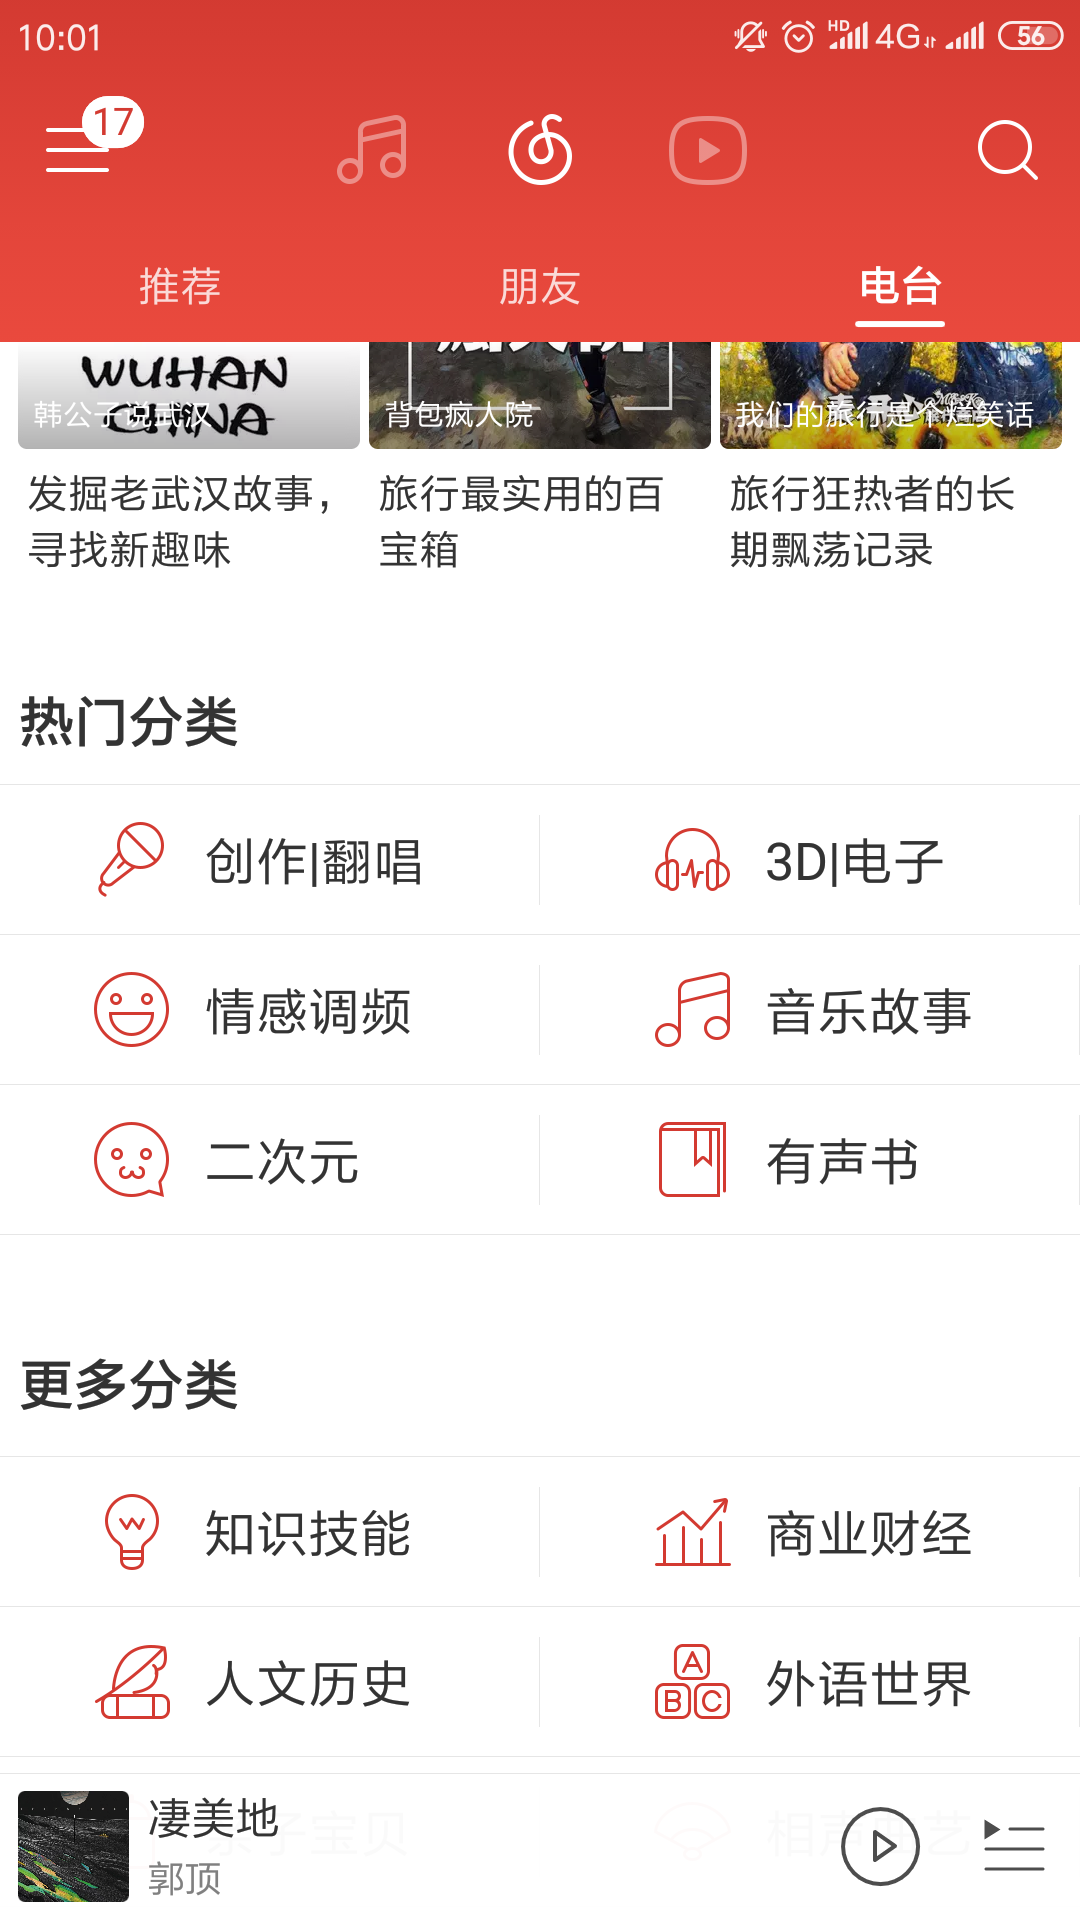 10:01
HD
4G
56
17
推荐
朋友
电台
WUHAN
CHINA
韩公子说武汉
背包疯人院
我们的旅行是个烂笑话
发掘老武汉故事，
寻找新趣味
旅行最实用的百
宝箱
旅行狂热者的长
期飘荡记录
热门分类
创作|翻唱
3D|电子
情感调频
音乐故事
二次元
有声书
更多分类
知识技能
商业财经
人文历史
外语世界
A
B
C
凄美地
郭顶